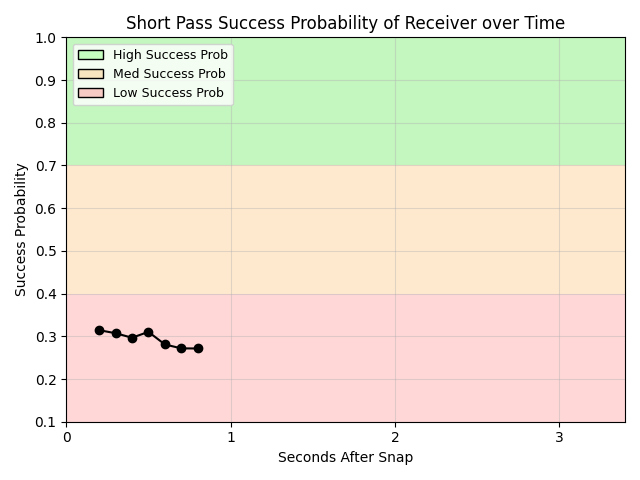 Short Pass Success Probability of Receiver over Time
High Success Prob
Med Success Prob
Low Success Prob
Success Probability
1.0
0.9
0.8
0.7
0.6
0.5
0.4
0.3
0.2
0.1
0
1
2
3
Seconds After Snap